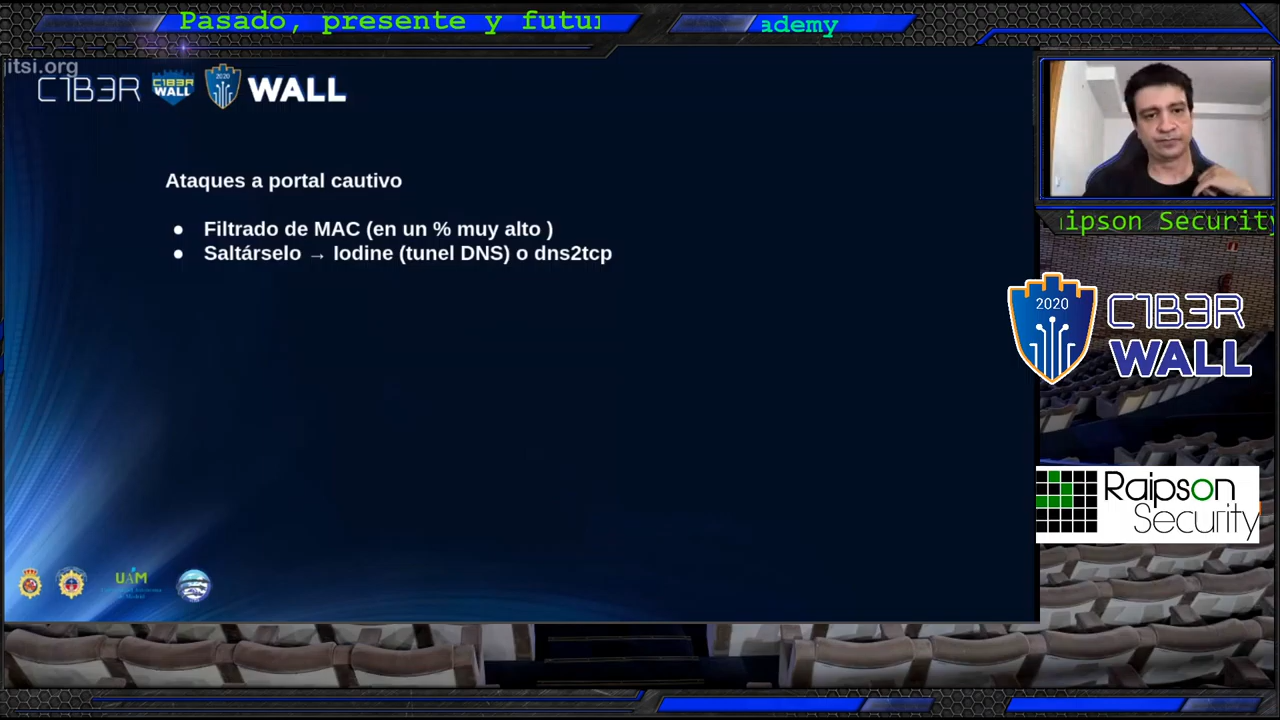 Pasado, presente y futur
ademy
jitsi.org
C1B3R
C1B3R
WALL
2020
WALL
Ataques a portal cautivo
● Filtrado de MAC (en un % muy alto )
● Saltárselo → Iodine (tunel DNS) o dns2tcp
ipson Security
2020
C1B3R
WALL
Raipson
Security
UAM